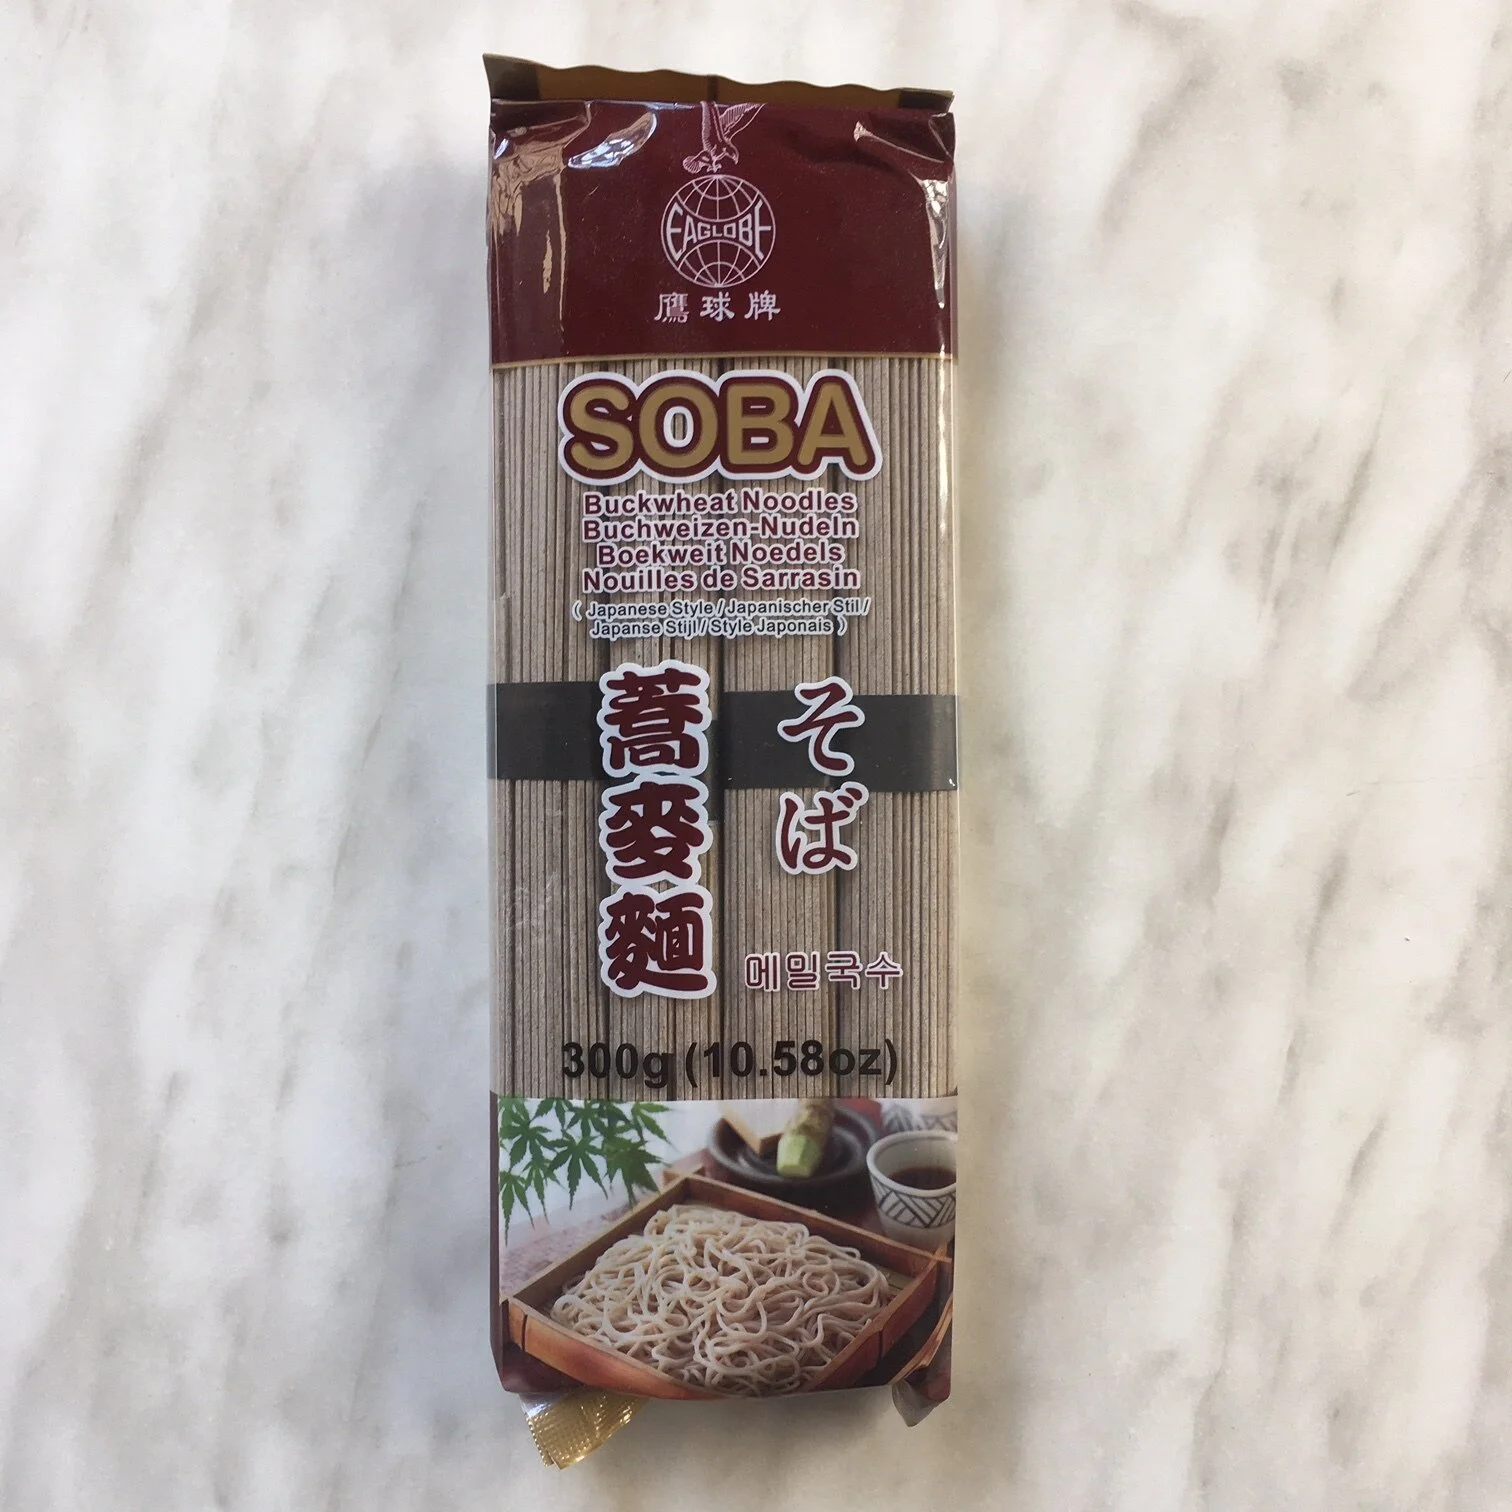 EAGLOBE
鷹球牌
SOBA
Buckwheat Noodles
Buchweizen-Nudeln
Boekweit Noedels
Nouilles de Sarrasin
( Japanese Style / Japanischer Stil /
Japanse Stijl / Style Japonais )
蕎麥麵
そば
메밀국수
300g (10.58oz)